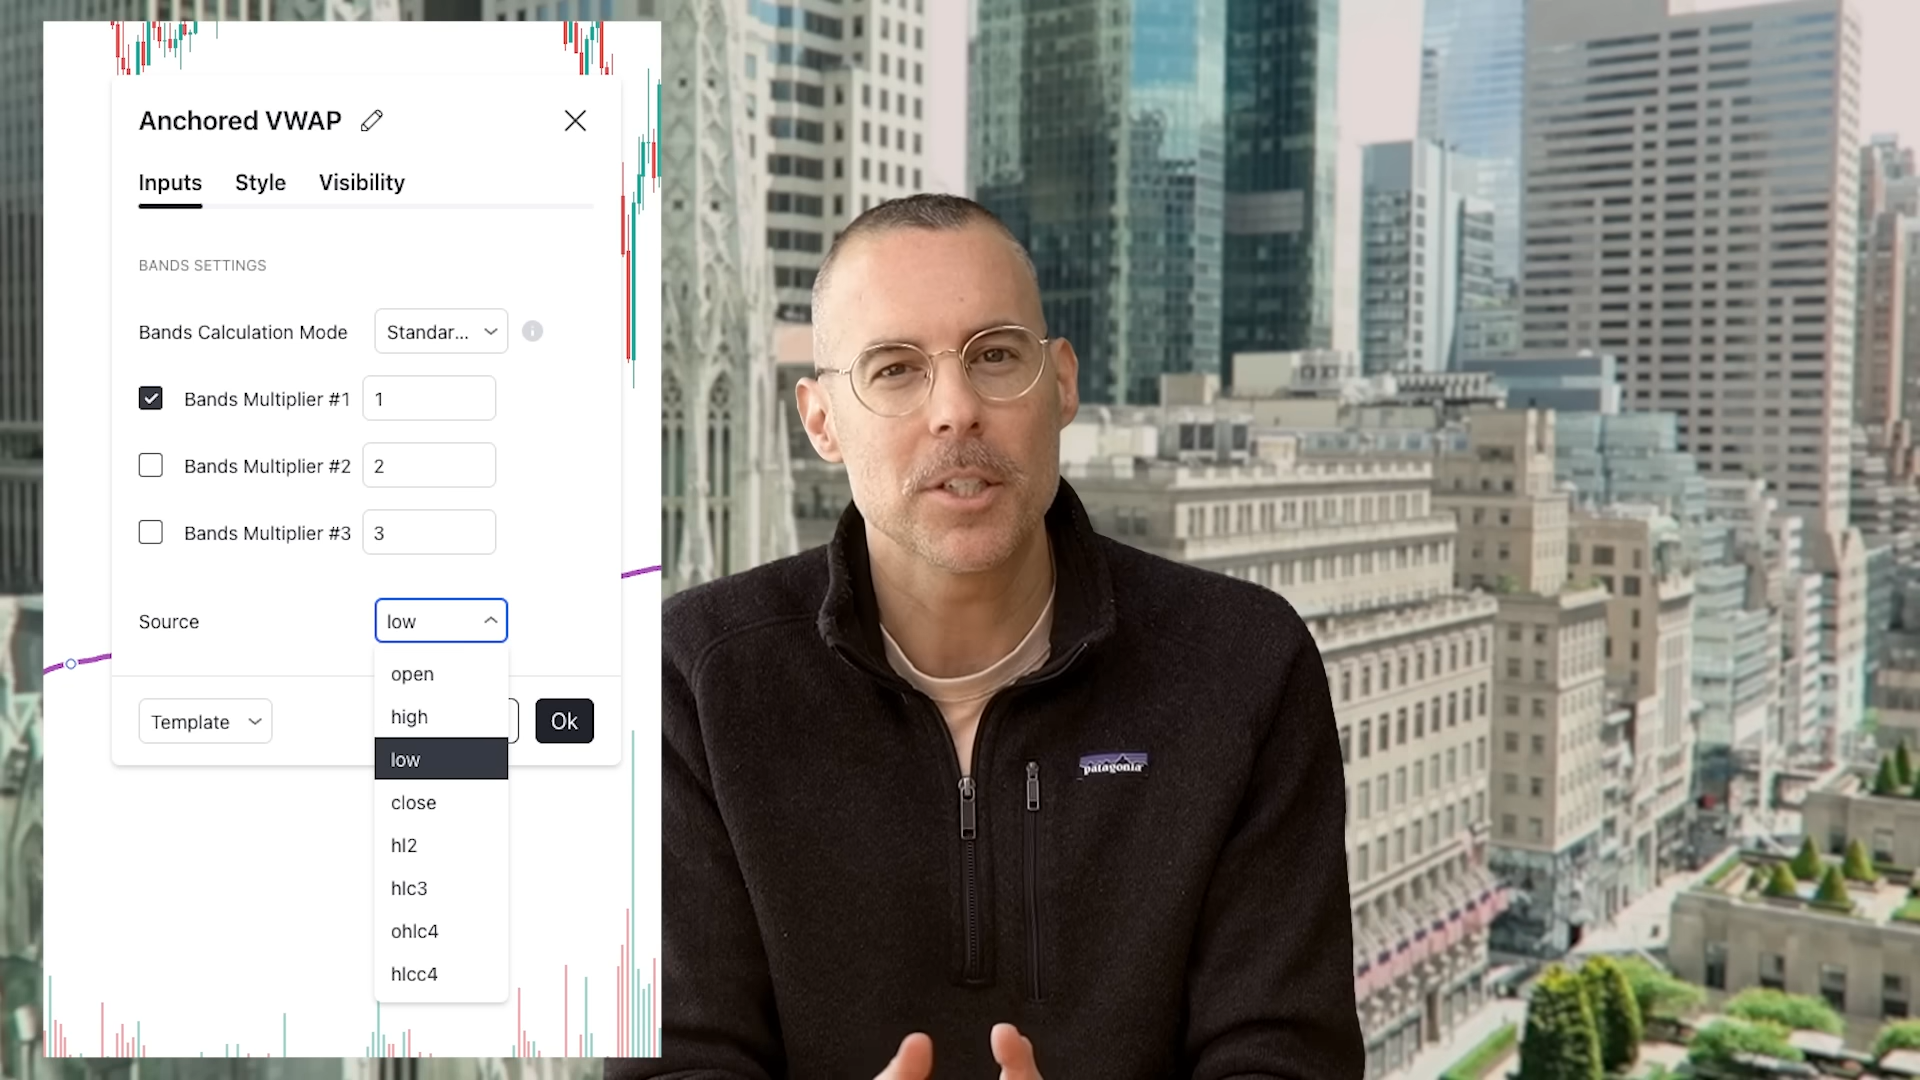 Anchored VWAP
Inputs Style Visibility
BANDS SETTINGS
Bands Calculation Mode Standar...
Bands Multiplier #1 1
Bands Multiplier #2 2
Bands Multiplier #3 3
Source low
open
high
low
close
hl2
hlc3
ohlc4
hlcc4
Template Ok
patagonia